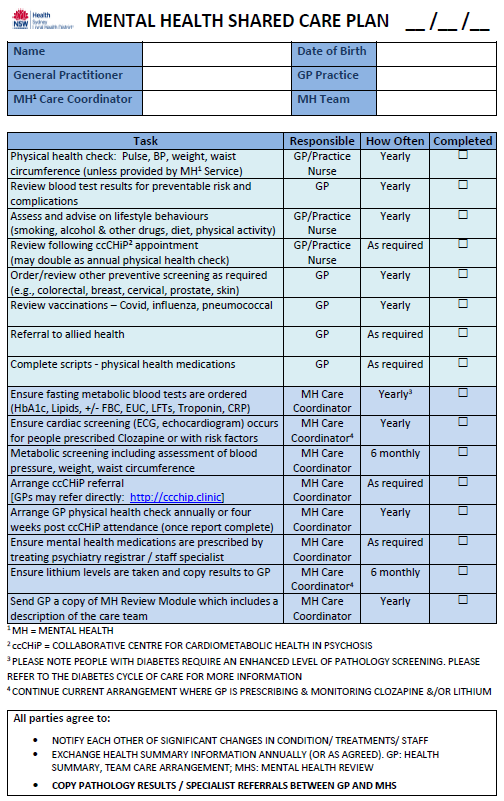 Health
Sydney
Local Health District
NSW
MENTAL HEALTH SHARED CARE PLAN __ /__ /__
Name Date of Birth
General Practitioner GP Practice
MH¹ Care Coordinator MH Team
Task Responsible How Often Completed
Physical health check: Pulse, BP, weight, waist GP/Practice Yearly ☐
circumference (unless provided by MH¹ Service) Nurse
Review blood test results for preventable risk and GP Yearly ☐
complications
Assess and advise on lifestyle behaviours GP/Practice Yearly ☐
(smoking, alcohol & other drugs, diet, physical activity) Nurse
Review following ccCHiP² appointment GP/Practice As required ☐
(may double as annual physical health check) Nurse
Order/review other preventive screening as required GP Yearly ☐
(e.g., colorectal, breast, cervical, prostate, skin)
Review vaccinations – Covid, influenza, pneumococcal GP Yearly ☐
Referral to allied health GP As required ☐
Complete scripts - physical health medications GP As required ☐
Ensure fasting metabolic blood tests are ordered MH Care Yearly³ ☐
(HbA1c, Lipids, +/- FBC, EUC, LFTs, Troponin, CRP) Coordinator
Ensure cardiac screening (ECG, echocardiogram) occurs MH Care Yearly ☐
for people prescribed Clozapine or with risk factors Coordinator⁴
Metabolic screening including assessment of blood MH Care 6 monthly ☐
pressure, weight, waist circumference Coordinator
Arrange ccCHiP referral MH Care As required ☐
[GPs may refer directly: http://ccchip.clinic] Coordinator
Arrange GP physical health check annually or four MH Care Yearly ☐
weeks post ccCHiP attendance (once report complete) Coordinator
Ensure mental health medications are prescribed by MH Care As required ☐
treating psychiatry registrar / staff specialist Coordinator
Ensure lithium levels are taken and copy results to GP MH Care 6 monthly ☐
Coordinator⁴
Send GP a copy of MH Review Module which includes a MH Care Yearly ☐
description of the care team Coordinator
¹ MH = MENTAL HEALTH
² ccCHiP = COLLABORATIVE CENTRE FOR CARDIOMETABOLIC HEALTH IN PSYCHOSIS
³ PLEASE NOTE PEOPLE WITH DIABETES REQUIRE AN ENHANCED LEVEL OF PATHOLOGY SCREENING. PLEASE
REFER TO THE DIABETES CYCLE OF CARE FOR MORE INFORMATION
⁴ CONTINUE CURRENT ARRANGEMENT WHERE GP IS PRESCRIBING & MONITORING CLOZAPINE &/OR LITHIUM
All parties agree to:
• NOTIFY EACH OTHER OF SIGNIFICANT CHANGES IN CONDITION/ TREATMENTS/ STAFF
• EXCHANGE HEALTH SUMMARY INFORMATION ANNUALLY (OR AS AGREED). GP: HEALTH
SUMMARY, TEAM CARE ARRANGEMENT; MHS: MENTAL HEALTH REVIEW
• COPY PATHOLOGY RESULTS / SPECIALIST REFERRALS BETWEEN GP AND MHS